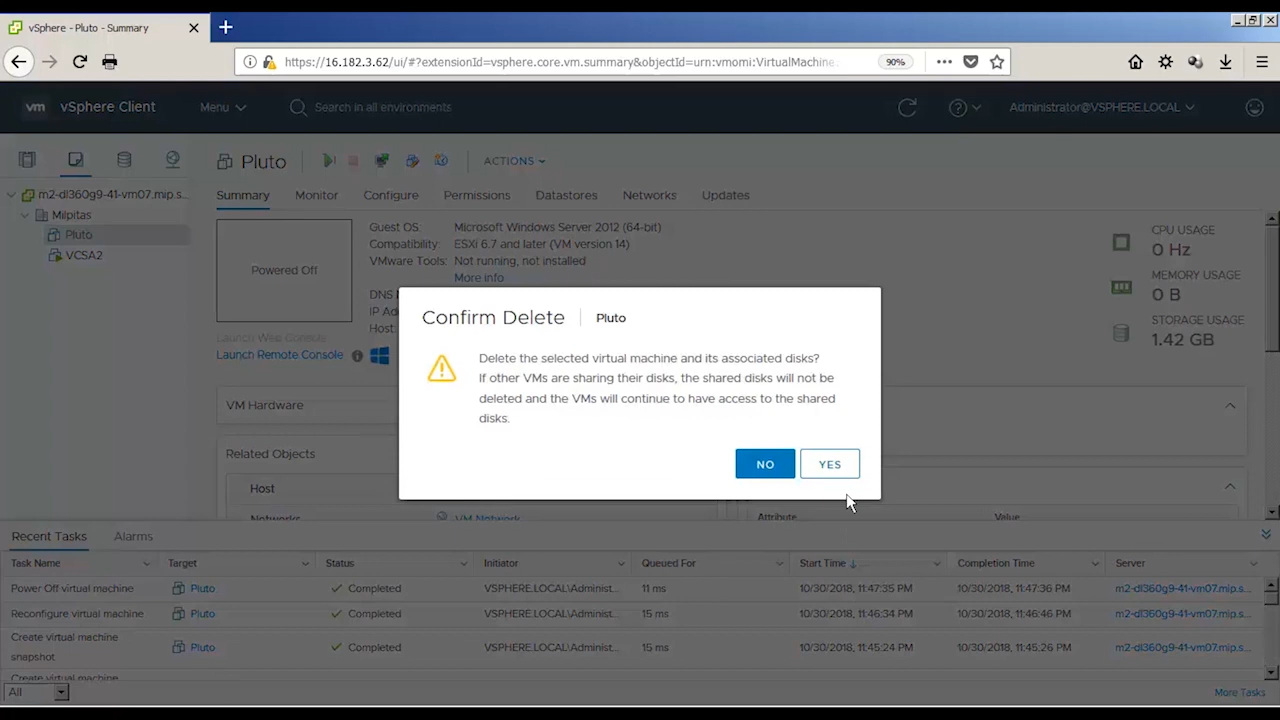 vSphere - Pluto - Summary
https://16.182.3.62/ui/#?extensionId=vsphere.core.vm.summary&objectId=urn:vmomi:VirtualMachine.
90%
vm vSphere Client Menu Search in all environments Administrator@VSPHERE.LOCAL
Pluto ACTIONS
Summary Monitor Configure Permissions Datastores Networks Updates
m2-dl360g9-41-vm07.mip.s...
Milpitas
Pluto
VCSA2
Powered Off
Launch Web Console
Launch Remote Console
Guest OS: Microsoft Windows Server 2012 (64-bit)
Compatibility: ESXi 6.7 and later (VM version 14)
VMware Tools: Not running, not installed
More info
DNS
IP Ad
Host:
CPU USAGE
0 Hz
MEMORY USAGE
0 B
STORAGE USAGE
1.42 GB
VM Hardware
Related Objects
Host
Networks VM Network
Attribute Value
Confirm Delete Pluto
Delete the selected virtual machine and its associated disks?
If other VMs are sharing their disks, the shared disks will not be
deleted and the VMs will continue to have access to the shared
disks.
NO YES
Recent Tasks Alarms
Task Name Target Status Initiator Queued For Start Time Completion Time Server
Power Off virtual machine Pluto Completed VSPHERE.LOCAL\Administ... 11 ms 10/30/2018, 11:47:35 PM 10/30/2018, 11:47:36 PM m2-dl360g9-41-vm07.mip.s...
Reconfigure virtual machine Pluto Completed VSPHERE.LOCAL\Administ... 15 ms 10/30/2018, 11:46:34 PM 10/30/2018, 11:46:34 PM m2-dl360g9-41-vm07.mip.s...
Create virtual machine
snapshot Pluto Completed VSPHERE.LOCAL\Administ... 15 ms 10/30/2018, 11:45:24 PM 10/30/2018, 11:45:26 PM m2-dl360g9-41-vm07.mip.s...
Create virtual machine
All More Tasks